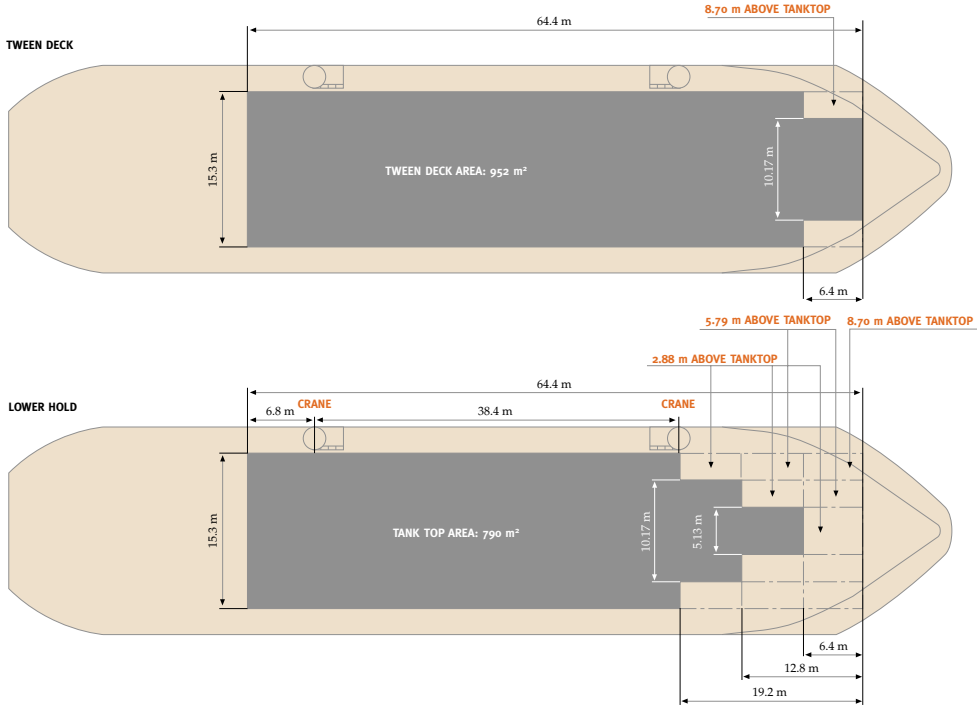 8.70 m ABOVE TANKTOP
64.4 m
TWEEN DECK
15.3 m
TWEEN DECK AREA: 952 m²
10.17 m
6.4 m
5.79 m ABOVE TANKTOP
8.70 m ABOVE TANKTOP
2.88 m ABOVE TANKTOP
64.4 m
LOWER HOLD
CRANE
CRANE
6.8 m
38.4 m
15.3 m
TANK TOP AREA: 790 m²
10.17 m
5.13 m
6.4 m
12.8 m
19.2 m